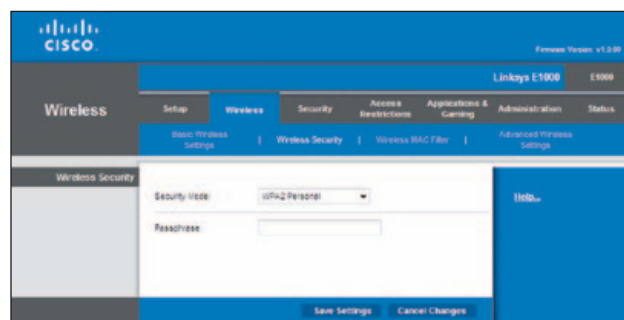 CISCO.
Firmware Version: v1.0.00
Linksys E1000 E1000
Wireless
Setup Wireless Security Access Restrictions Applications & Gaming Administration Status
Basic Wireless Settings | Wireless Security | Wireless MAC Filter | Advanced Wireless Settings
Wireless Security
Security Mode: WPA2 Personal
Passphrase:
Help...
Save Settings Cancel Changes